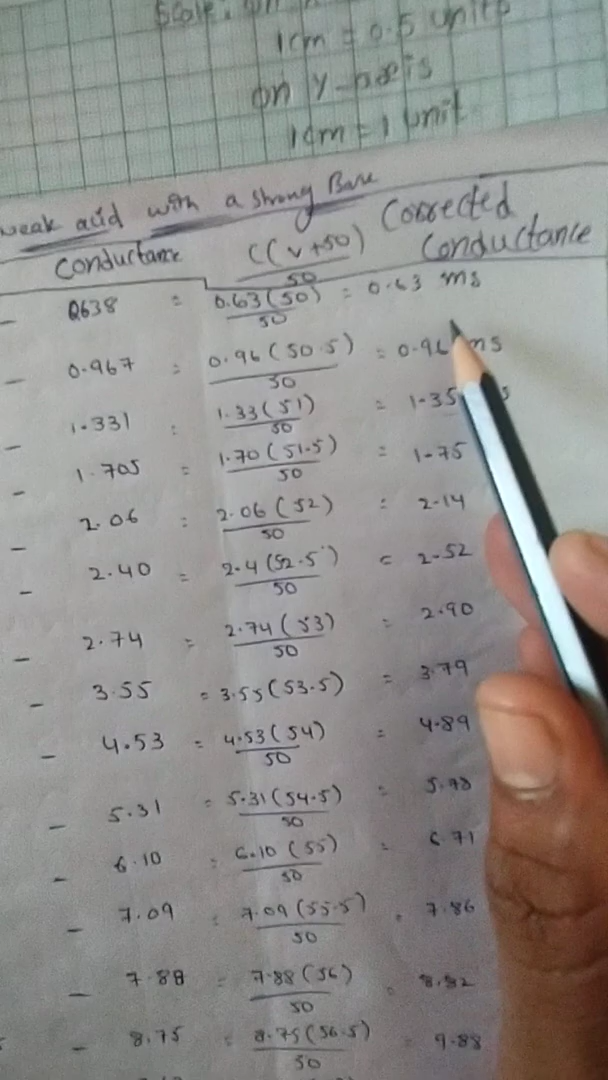 Scale: on
1cm = 0.5 units
on Y-axis
1cm = 1 unit
weak acid with a strong Base
Conductance C(V+50)/50 Corrected Conductance
— 0.638 = 0.63(50)/50 = 0.63 ms
— 0.967 = 0.96(50.5)/50 = 0.96 ms
— 1.331 = 1.33(51)/50 = 1.35
— 1.705 = 1.70(51.5)/50 = 1.75
— 2.06 = 2.06(52)/50 = 2.14
— 2.40 = 2.4(52.5)/50 = 2.52
— 2.74 = 2.74(53)/50 = 2.90
— 3.55 = 3.55(53.5) = 3.79
— 4.53 = 4.53(54)/50 = 4.89
— 5.31 = 5.31(54.5)/50 =
— 6.10 = 6.10(55)/50 = 6.71
— 7.09 = 7.09(55.5)/50 = 7.86
— 7.88 = 7.88(56)/50 = 8.82
— 8.75 = 8.75(56.5)/50 = 9.88